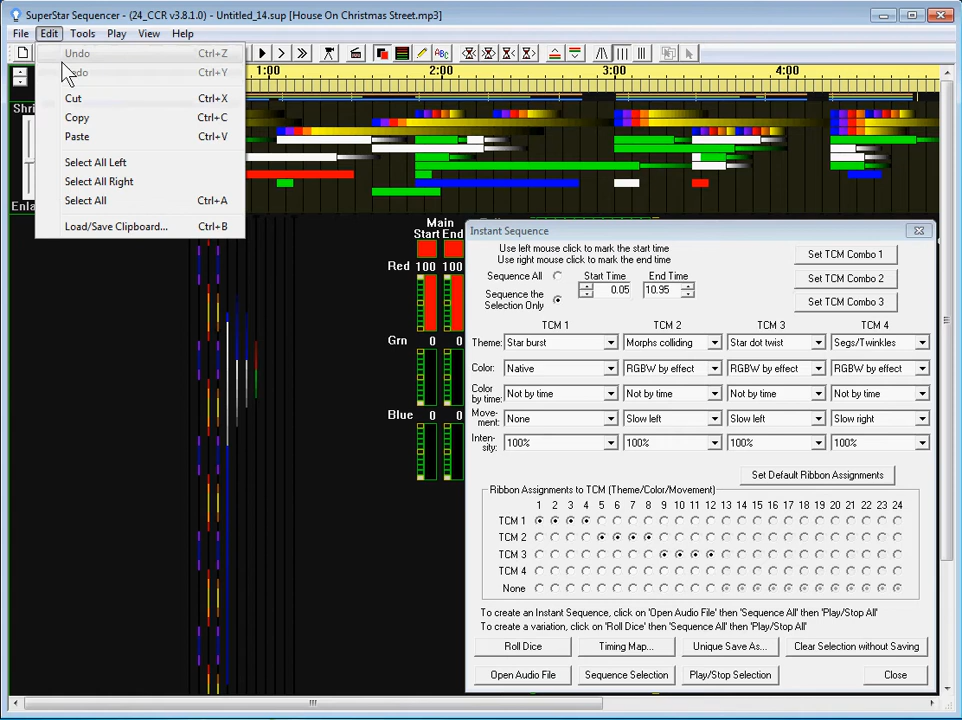 SuperStar Sequencer - (24_CCR v3.8.1.0) - Untitled_14.sup [House On Christmas Street.mp3]
File Edit Tools Play View Help
Undo Ctrl+Z
Ctrl+Y
Cut Ctrl+X
Copy Ctrl+C
Paste Ctrl+V
Select All Left
Select All Right
Select All Ctrl+A
Load/Save Clipboard... Ctrl+B
ABc
1:00 2:00 3:00 4:00
Main
Start End
Red 100 100
Grn 0 0
Blue 0 0
Instant Sequence
Use left mouse click to mark the start time
Use right mouse click to mark the end time
Sequence All
Sequence the
Selection Only
Start Time End Time
0.05 10.95
Set TCM Combo 1
Set TCM Combo 2
Set TCM Combo 3
TCM 1 TCM 2 TCM 3 TCM 4
Theme: Star burst Morphs colliding Star dot twist Segs/Twinkles
Color: Native RGBW by effect RGBW by effect RGBW by effect
Color
by time: Not by time Not by time Not by time Not by time
Move-
ment: None Slow left Slow left Slow right
Inten-
sity: 100% 100% 100% 100%
Set Default Ribbon Assignments
Ribbon Assignments to TCM (Theme/Color/Movement)
1 2 3 4 5 6 7 8 9 10 11 12 13 14 15 16 17 18 19 20 21 22 23 24
TCM 1
TCM 2
TCM 3
TCM 4
None
To create an Instant Sequence, click on 'Open Audio File' then 'Sequence All' then 'Play/Stop All'
To create a variation, click on 'Roll Dice' then 'Sequence All' then 'Play/Stop All'
Roll Dice Timing Map... Unique Save As... Clear Selection without Saving
Open Audio File Sequence Selection Play/Stop Selection Close